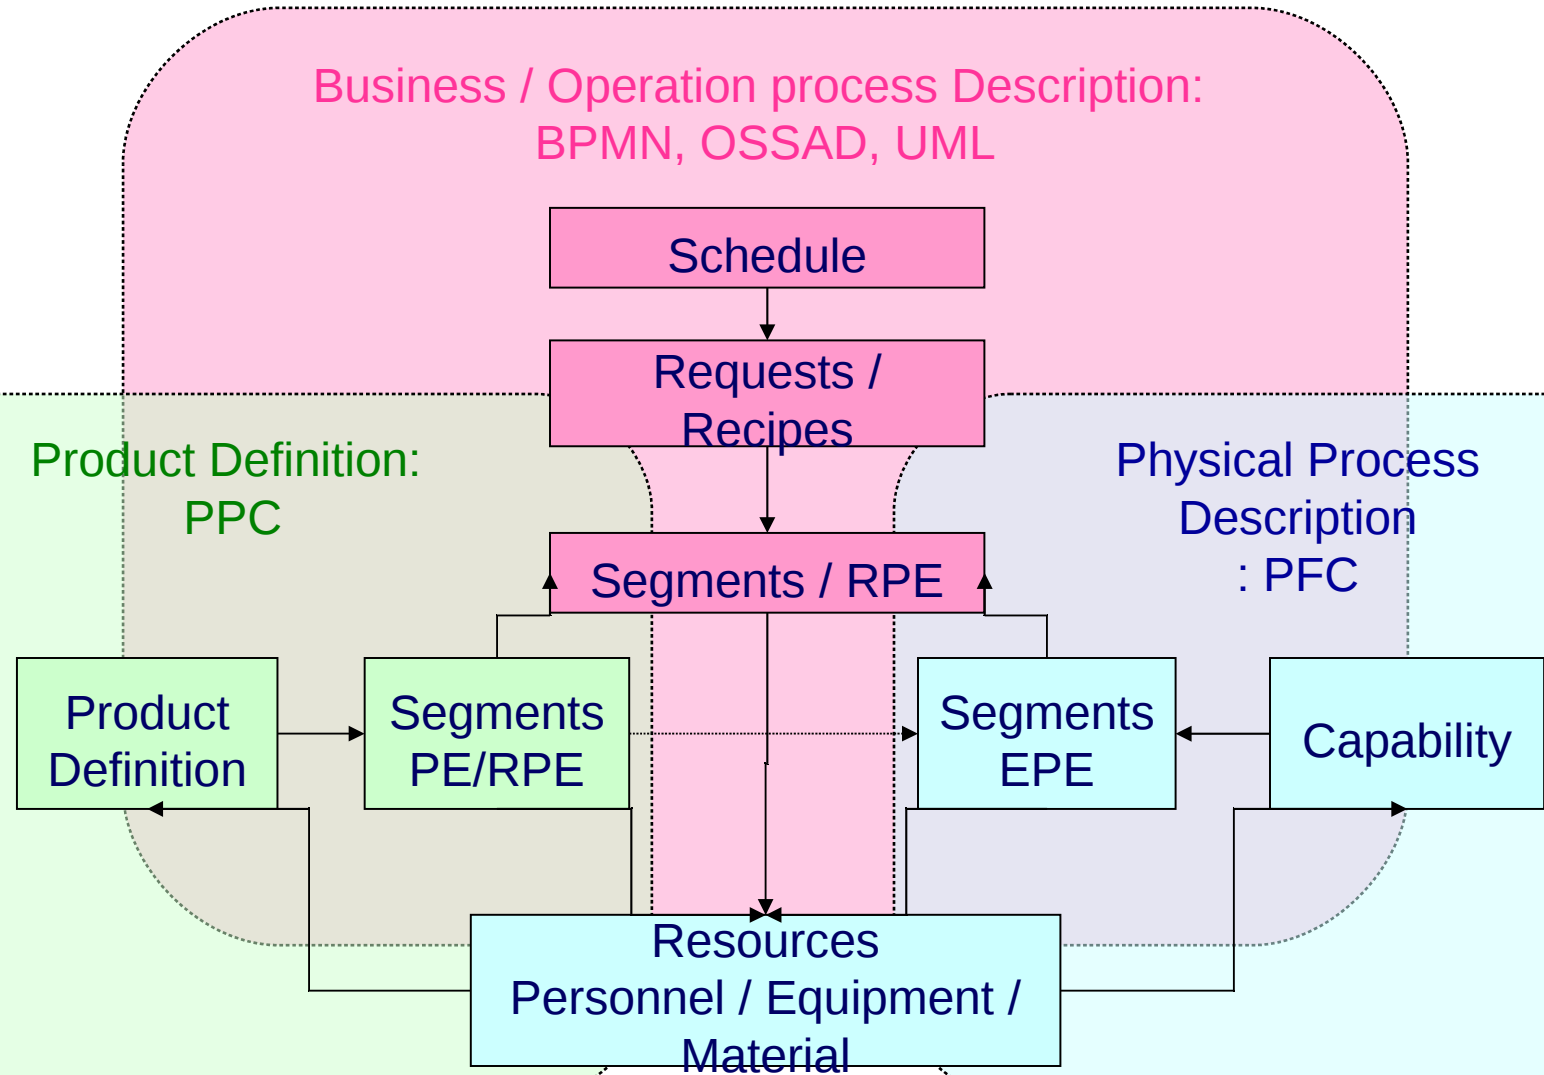 Business / Operation process Description:
BPMN, OSSAD, UML
Schedule
Requests /
Recipes
Product Definition:
PPC
Physical Process
Description
: PFC
Segments / RPE
Product
Definition
Segments
PE/RPE
Segments
EPE
Capability
Resources
Personnel / Equipment /
Material